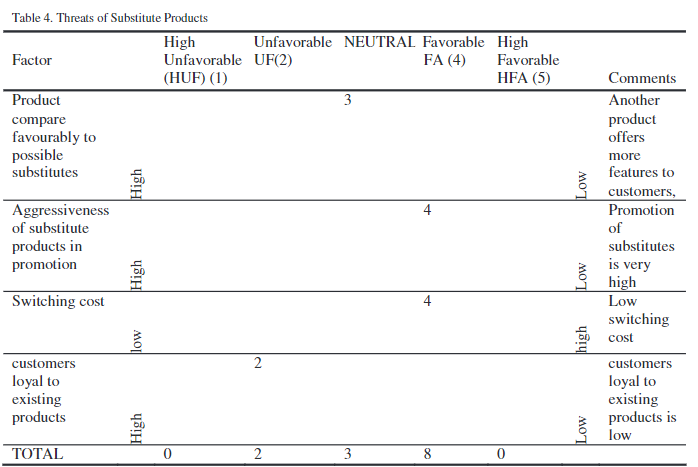 Table 4. Threats of Substitute Products
High Unfavorable NEUTRAL Favorable High
Factor Unfavorable UF(2) FA (4) Favorable
(HUF) (1) HFA (5) Comments
Product 3 Another
compare product
favourably to offers
possible more
substitutes High Low features to
customers,
Aggressiveness 4 Promotion
of substitute of
products in substitutes
promotion High Low is very
high
Switching cost 4 Low
low high switching
cost
customers 2 customers
loyal to loyal to
existing existing
products High Low products is
low
TOTAL 0 2 3 8 0